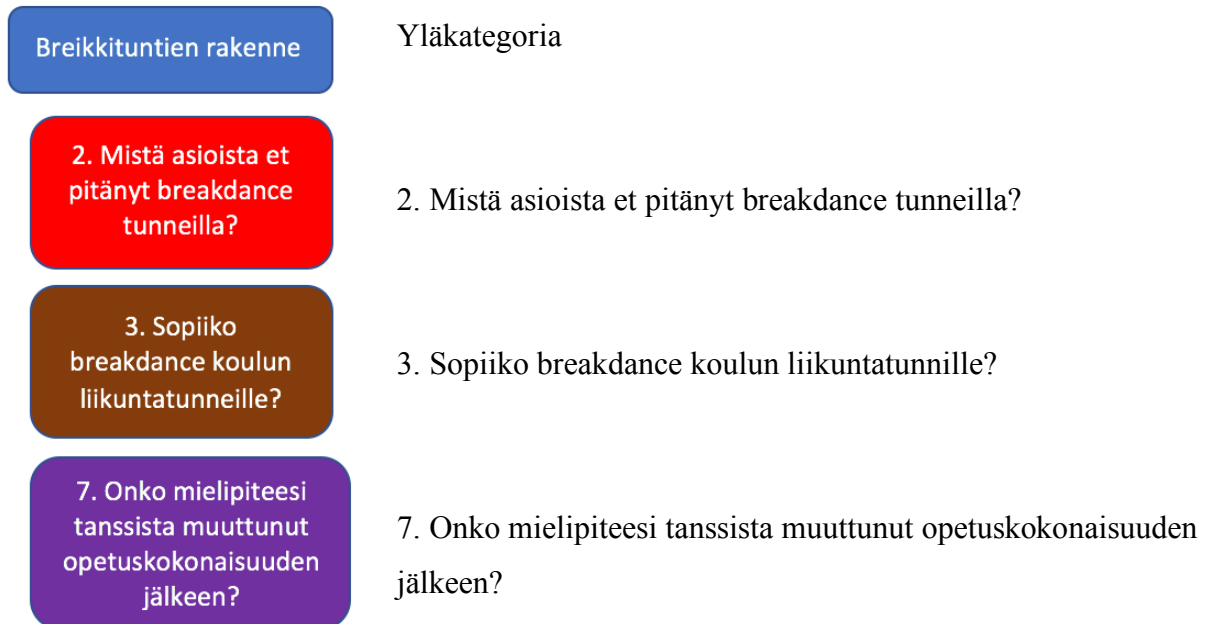 Breikkituntien rakenne
Yläkategoria
2. Mistä asioista et
pitänyt breakdance
tunneilla?
2. Mistä asioista et pitänyt breakdance tunneilla?
3. Sopiiko
breakdance koulun
liikuntatunneille?
3. Sopiiko breakdance koulun liikuntatunnille?
7. Onko mielipiteesi
tanssista muuttunut
opetuskokonaisuuden
jälkeen?
7. Onko mielipiteesi tanssista muuttunut opetuskokonaisuuden
jälkeen?